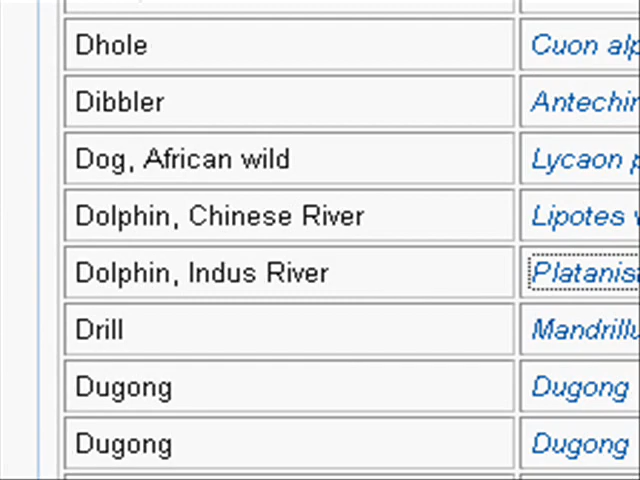 Dhole Cuon alp
Dibbler Antechin
Dog, African wild Lycaon p
Dolphin, Chinese River Lipotes v
Dolphin, Indus River Platanist
Drill Mandrillu
Dugong Dugong
Dugong Dugong